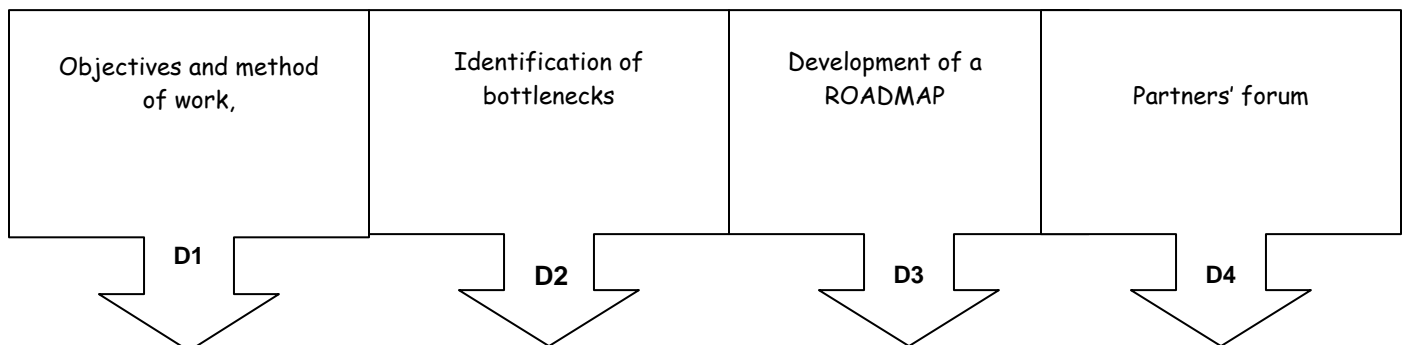 Objectives and method
of work,
Identification of
bottlenecks
Development of a
ROADMAP
Partners' forum
D1
D2
D3
D4